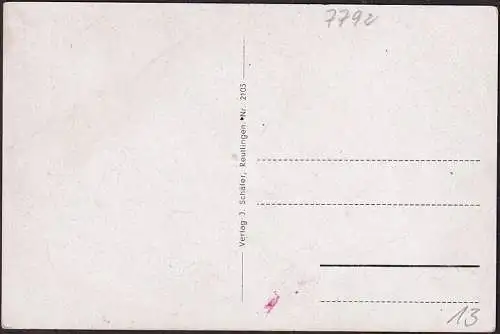 7792
Verlag J. Schäfer, Reutlingen *Nr. 2103
13